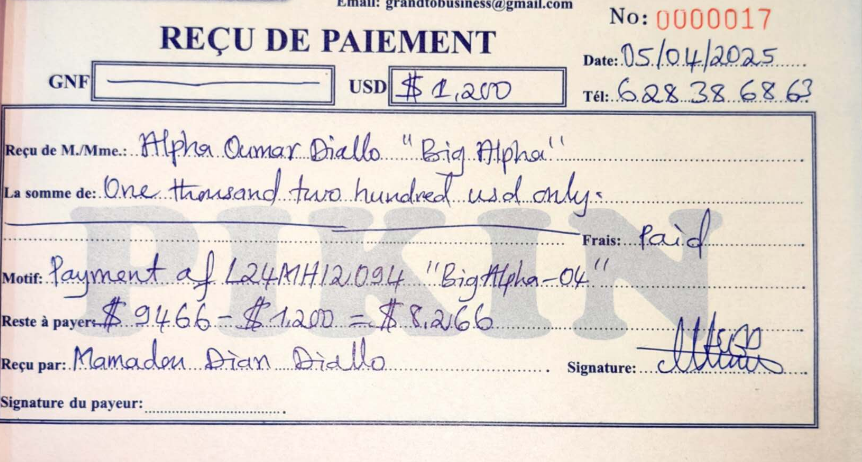 Email: grandtobusiness@gmail.com
No: 0000017
REÇU DE PAIEMENT
Date: 05/04/2025
GNF USD $ 1,200
Tél: 628 38 68 63
Reçu de M./Mme.: Alpha Oumar Diallo "Big Alpha"
La somme de: One thousand two hundred usd only.
PIKIN
Frais: Paid
Motif: Payment of L24MH12094 "Big Alpha-04"
Reste à payer: $ 9466 - $ 1,200 = $ 8,266
Reçu par: Mamadou Dian Diallo Signature:
Signature du payeur: